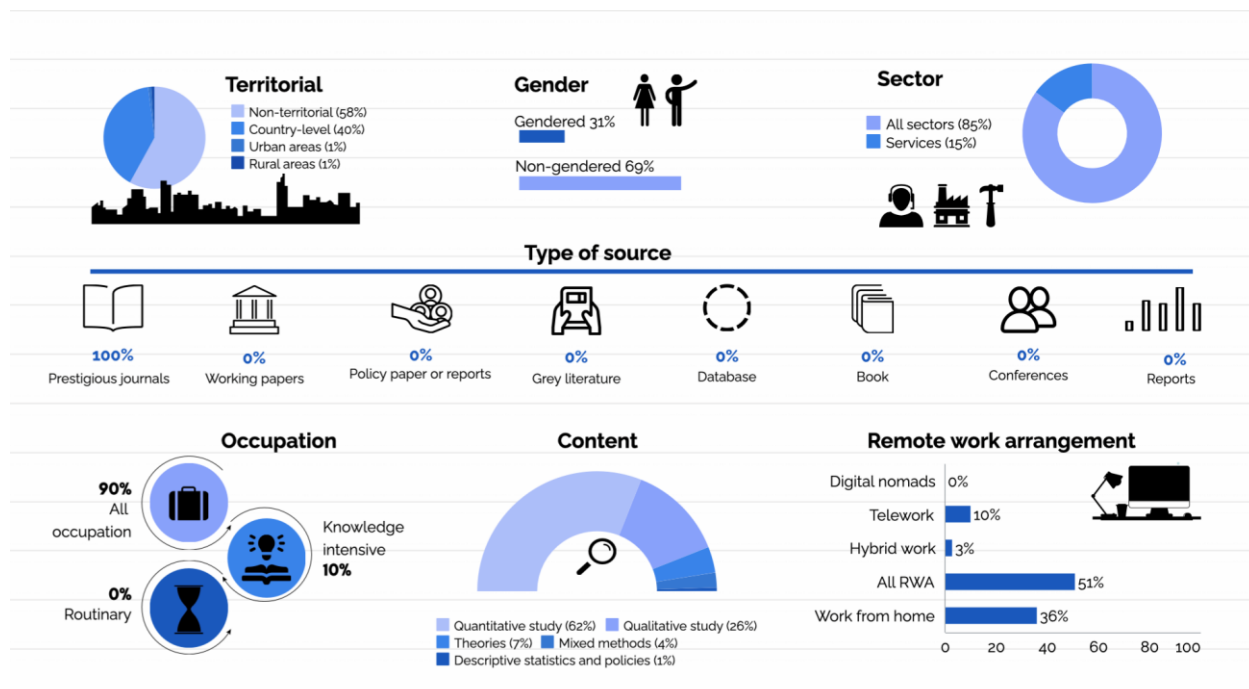 Territorial
Non-territorial (58%)
Country-level (40%)
Urban areas (1%)
Rural areas (1%)
Gender
Gendered 31%
Non-gendered 69%
Sector
All sectors (85%)
Services (15%)
Type of source
100%
Prestigious journals
0%
Working papers
0%
Policy paper or reports
0%
Grey literature
0%
Database
0%
Book
0%
Conferences
0%
Reports
Occupation
90%
All
occupation
Knowledge
intensive
10%
0%
Routinary
Content
Quantitative study (62%) Qualitative study (26%)
Theories (7%) Mixed methods (4%)
Descriptive statistics and policies (1%)
Remote work arrangement
Digital nomads 0%
Telework 10%
Hybrid work 3%
All RWA 51%
Work from home 36%
0 20 40 60 80 100